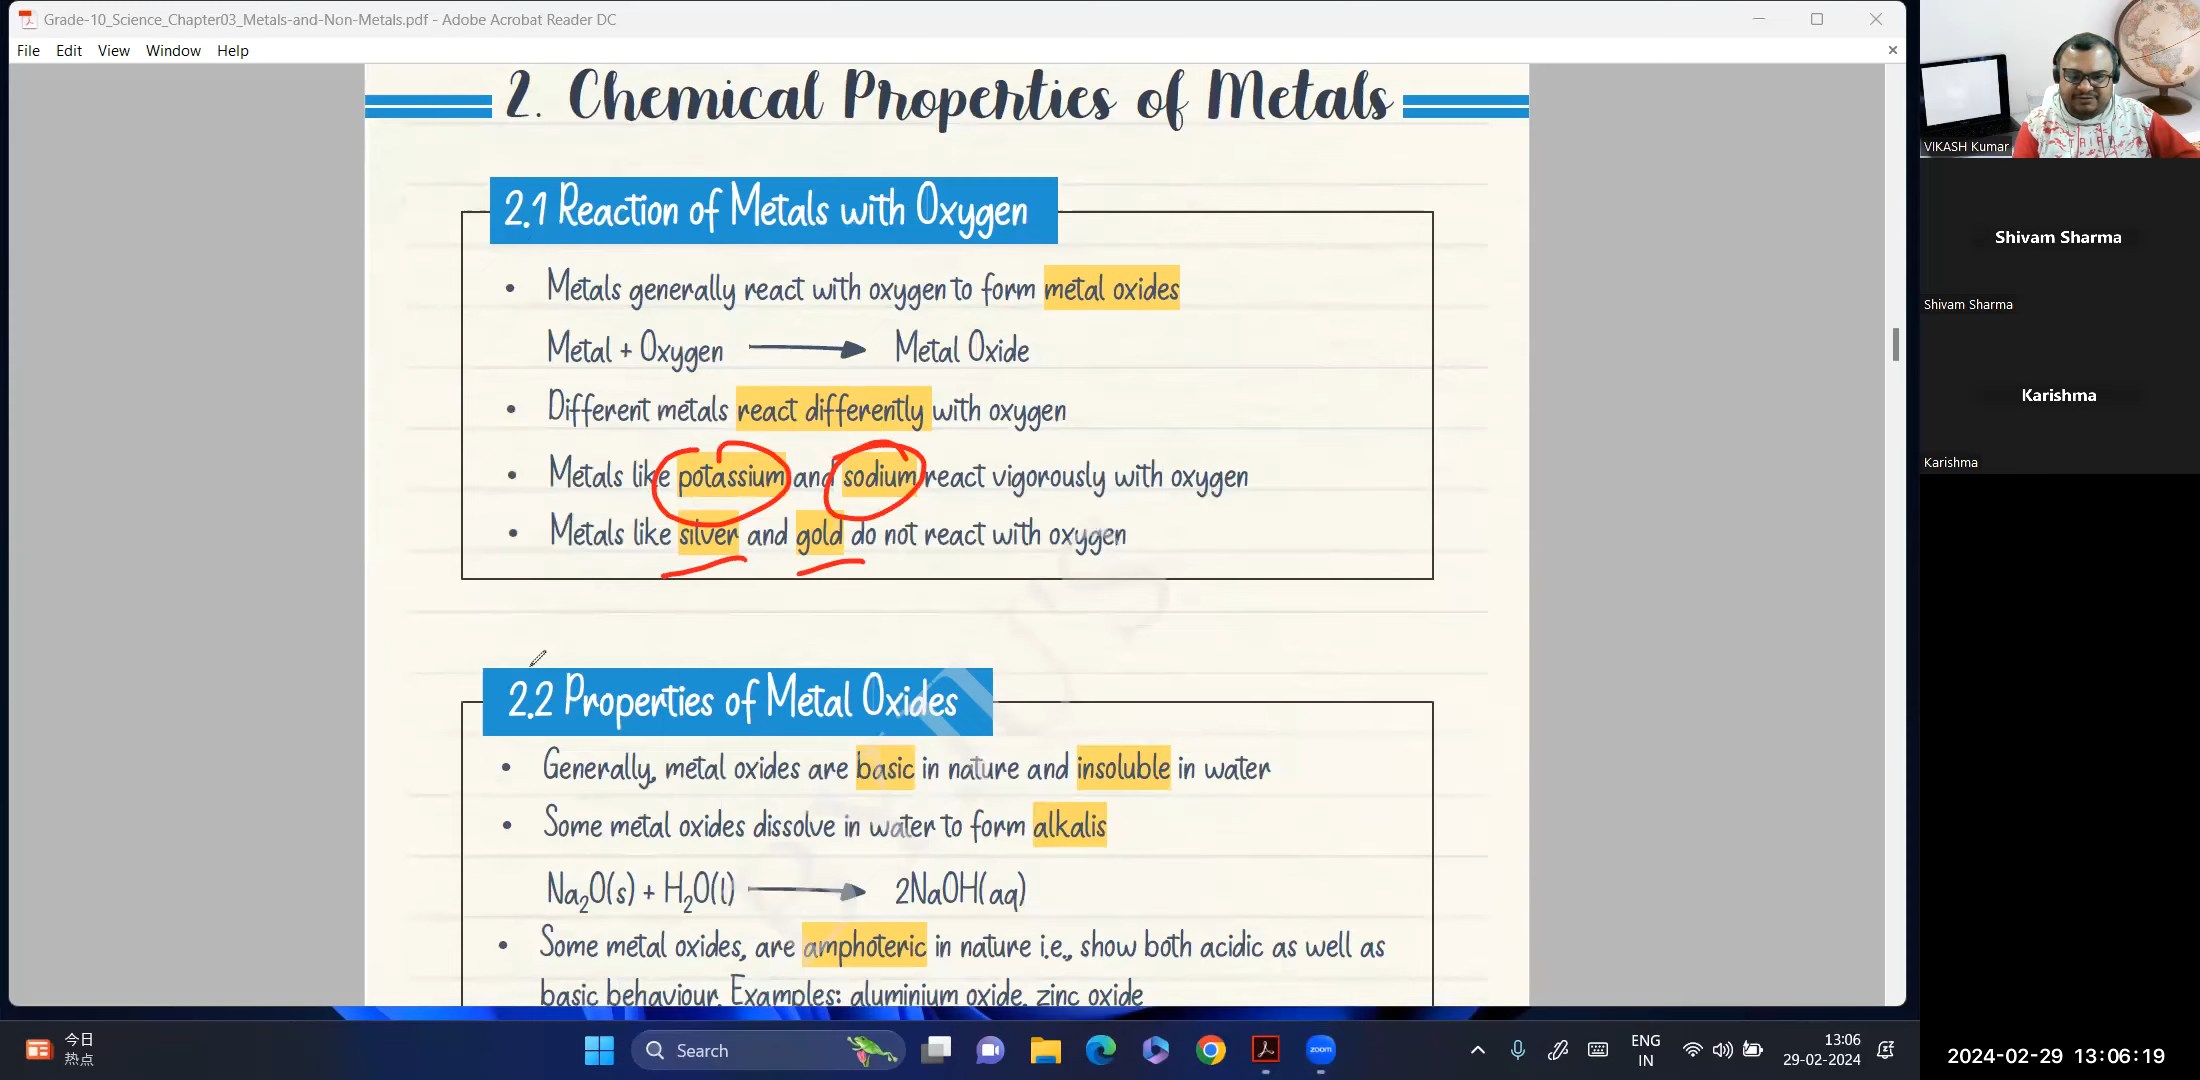 Grade-10_Science_Chapter03_Metals-and-Non-Metals.pdf - Adobe Acrobat Reader DC
File Edit View Window Help
2. Chemical Properties of Metals
2.1 Reaction of Metals with Oxygen
• Metals generally react with oxygen to form metal oxides
Metal + Oxygen → Metal Oxide
• Different metals react differently with oxygen
• Metals like potassium and sodium react vigorously with oxygen
• Metals like silver and gold do not react with oxygen
2.2 Properties of Metal Oxides
• Generally, metal oxides are basic in nature and insoluble in water
• Some metal oxides dissolve in water to form alkalis
Na₂O(s) + H₂O(l) → 2NaOH(aq)
• Some metal oxides, are amphoteric in nature i.e., show both acidic as well as
basic behaviour. Examples: aluminium oxide, zinc oxide
VIKASH Kumar
Shivam Sharma
Shivam Sharma
Karishma
Karishma
今日
热点
Search
zoom
ENG
IN
13:06
29-02-2024
2024-02-29 13:06:19